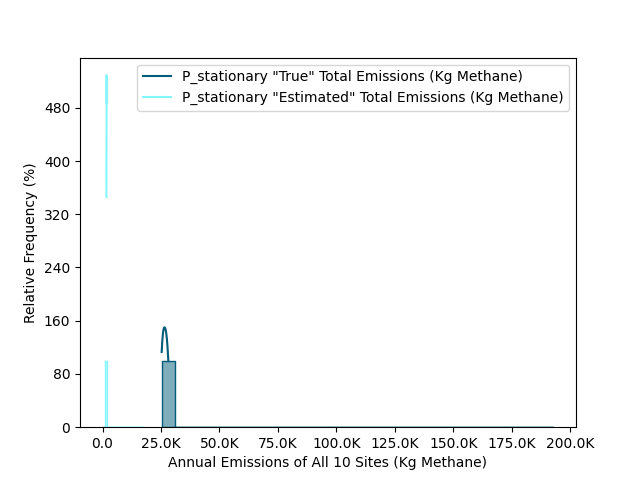 P_stationary "True" Total Emissions (Kg Methane)
P_stationary "Estimated" Total Emissions (Kg Methane)
Relative Frequency (%)
480
400
320
240
160
80
0
0.0 25.0K 50.0K 75.0K 100.0K 125.0K 150.0K 175.0K 200.0K
Annual Emissions of All 10 Sites (Kg Methane)